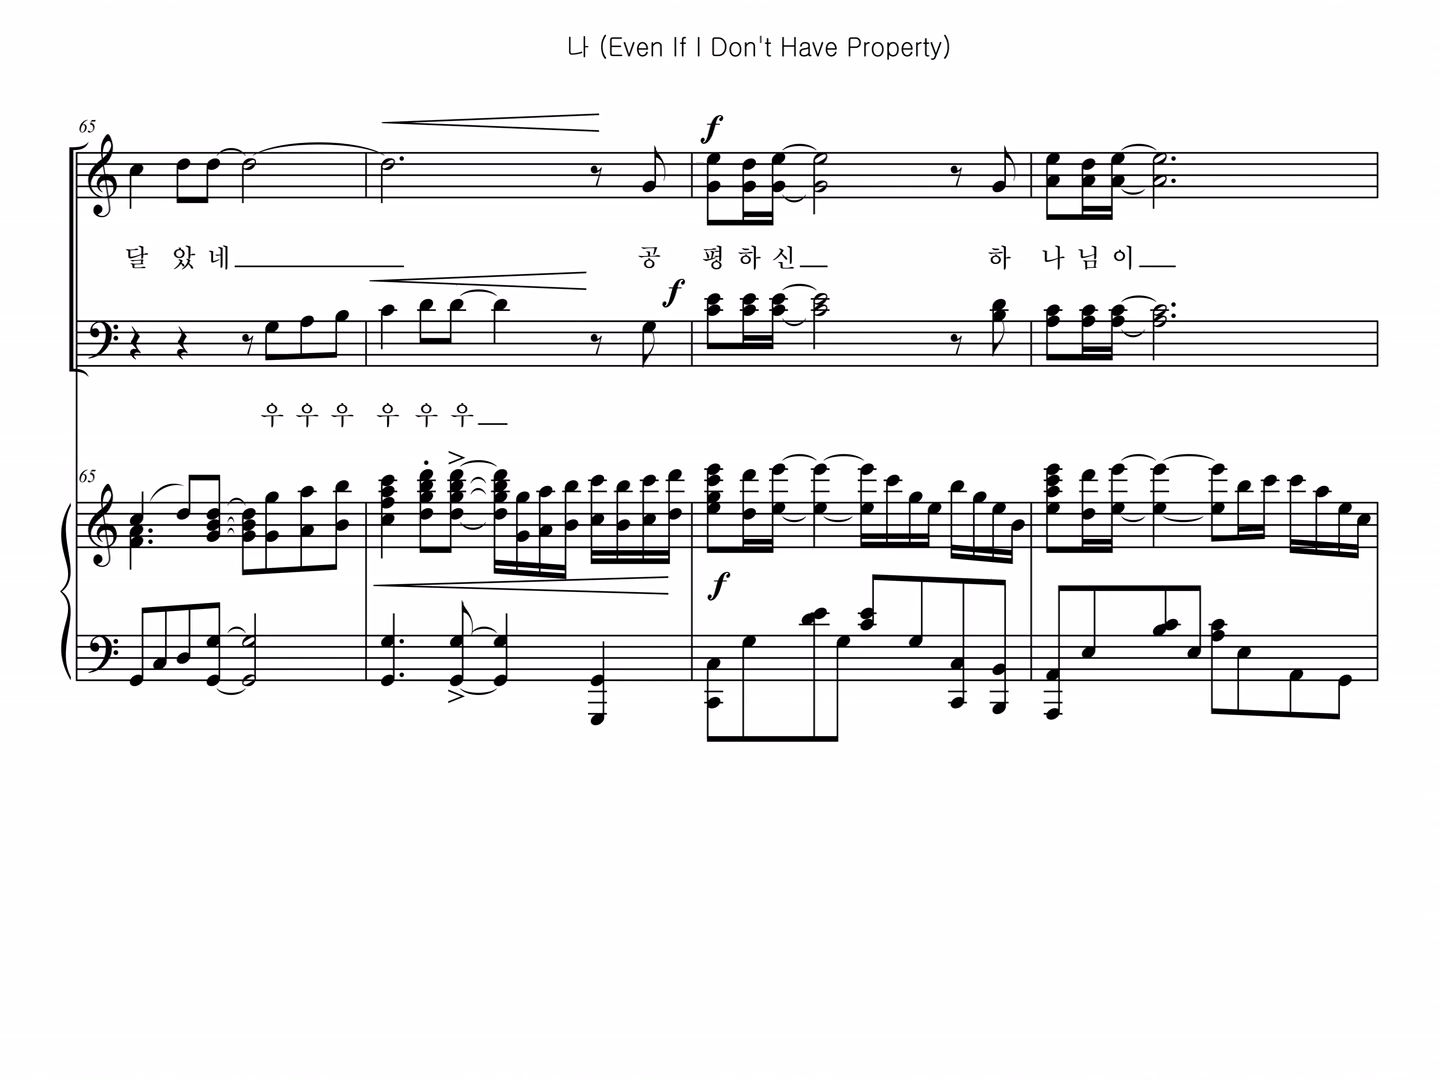 나 (Even If I Don't Have Property)
65
f
달 았 네 공 평 하 신 하 나 님 이
f
우 우 우 우 우 우
65
f